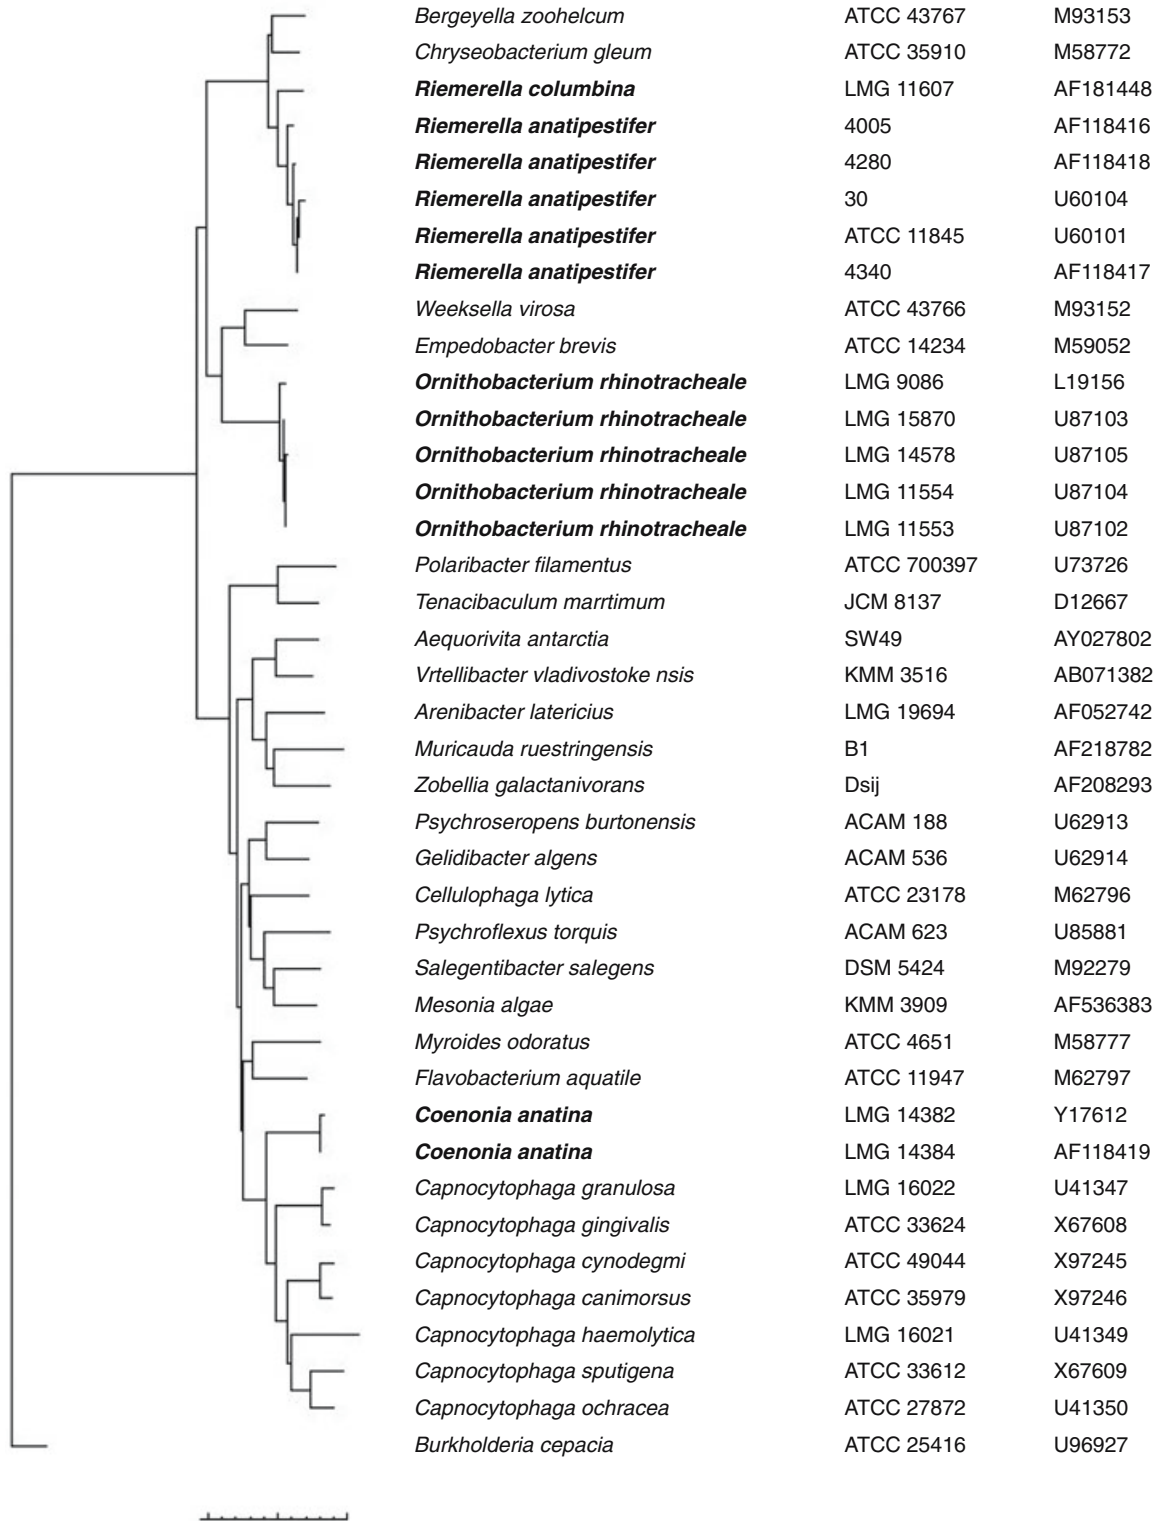 Bergeyella zoohelcum ATCC 43767 M93153
Chryseobacterium gleum ATCC 35910 M58772
Riemerella columbina LMG 11607 AF181448
Riemerella anatipestifer 4005 AF118416
Riemerella anatipestifer 4280 AF118418
Riemerella anatipestifer 30 U60104
Riemerella anatipestifer ATCC 11845 U60101
Riemerella anatipestifer 4340 AF118417
Weeksella virosa ATCC 43766 M93152
Empedobacter brevis ATCC 14234 M59052
Ornithobacterium rhinotracheale LMG 9086 L19156
Ornithobacterium rhinotracheale LMG 15870 U87103
Ornithobacterium rhinotracheale LMG 14578 U87105
Ornithobacterium rhinotracheale LMG 11554 U87104
Ornithobacterium rhinotracheale LMG 11553 U87102
Polaribacter filamentus ATCC 700397 U73726
Tenacibaculum marrtimum JCM 8137 D12667
Aequorivita antarctia SW49 AY027802
Vrtellibacter vladivostoke nsis KMM 3516 AB071382
Arenibacter latericius LMG 19694 AF052742
Muricauda ruestringensis B1 AF218782
Zobellia galactanivorans Dsij AF208293
Psychroseropens burtonensis ACAM 188 U62913
Gelidibacter algens ACAM 536 U62914
Cellulophaga lytica ATCC 23178 M62796
Psychroflexus torquis ACAM 623 U85881
Salegentibacter salegens DSM 5424 M92279
Mesonia algae KMM 3909 AF536383
Myroides odoratus ATCC 4651 M58777
Flavobacterium aquatile ATCC 11947 M62797
Coenonia anatina LMG 14382 Y17612
Coenonia anatina LMG 14384 AF118419
Capnocytophaga granulosa LMG 16022 U41347
Capnocytophaga gingivalis ATCC 33624 X67608
Capnocytophaga cynodegmi ATCC 49044 X97245
Capnocytophaga canimorsus ATCC 35979 X97246
Capnocytophaga haemolytica LMG 16021 U41349
Capnocytophaga sputigena ATCC 33612 X67609
Capnocytophaga ochracea ATCC 27872 U41350
Burkholderia cepacia ATCC 25416 U96927